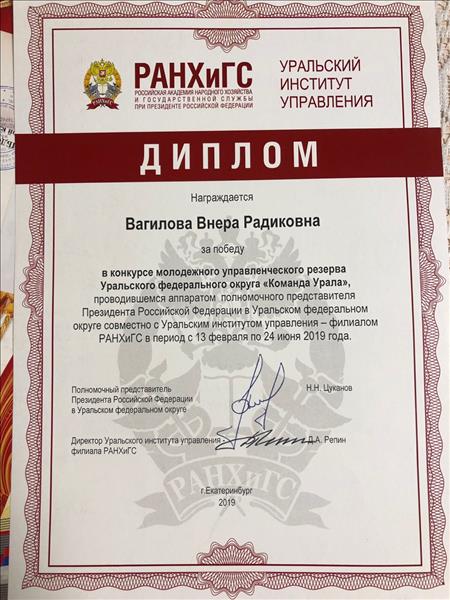 РАНХиГС
РОССИЙСКАЯ АКАДЕМИЯ НАРОДНОГО ХОЗЯЙСТВА
И ГОСУДАРСТВЕННОЙ СЛУЖБЫ
ПРИ ПРЕЗИДЕНТЕ РОССИЙСКОЙ ФЕДЕРАЦИИ
РАНХиГС
УРАЛЬСКИЙ
ИНСТИТУТ
УПРАВЛЕНИЯ
ДИПЛОМ
Награждается
Вагилова Внера Радиковна
за победу
в конкурсе молодежного управленческого резерва
Уральского федерального округа «Команда Урала»,
проводившемся аппаратом полномочного представителя
Президента Российской Федерации в Уральском федеральном
округе совместно с Уральским институтом управления – филиалом
РАНХиГС в период с 13 февраля по 24 июня 2019 года.
Полномочный представитель
Президента Российской Федерации
в Уральском федеральном округе
Н.Н. Цуканов
Директор Уральского института управления
филиала РАНХиГС
Д.А. Репин
РАНХиГС
г.Екатеринбург
2019